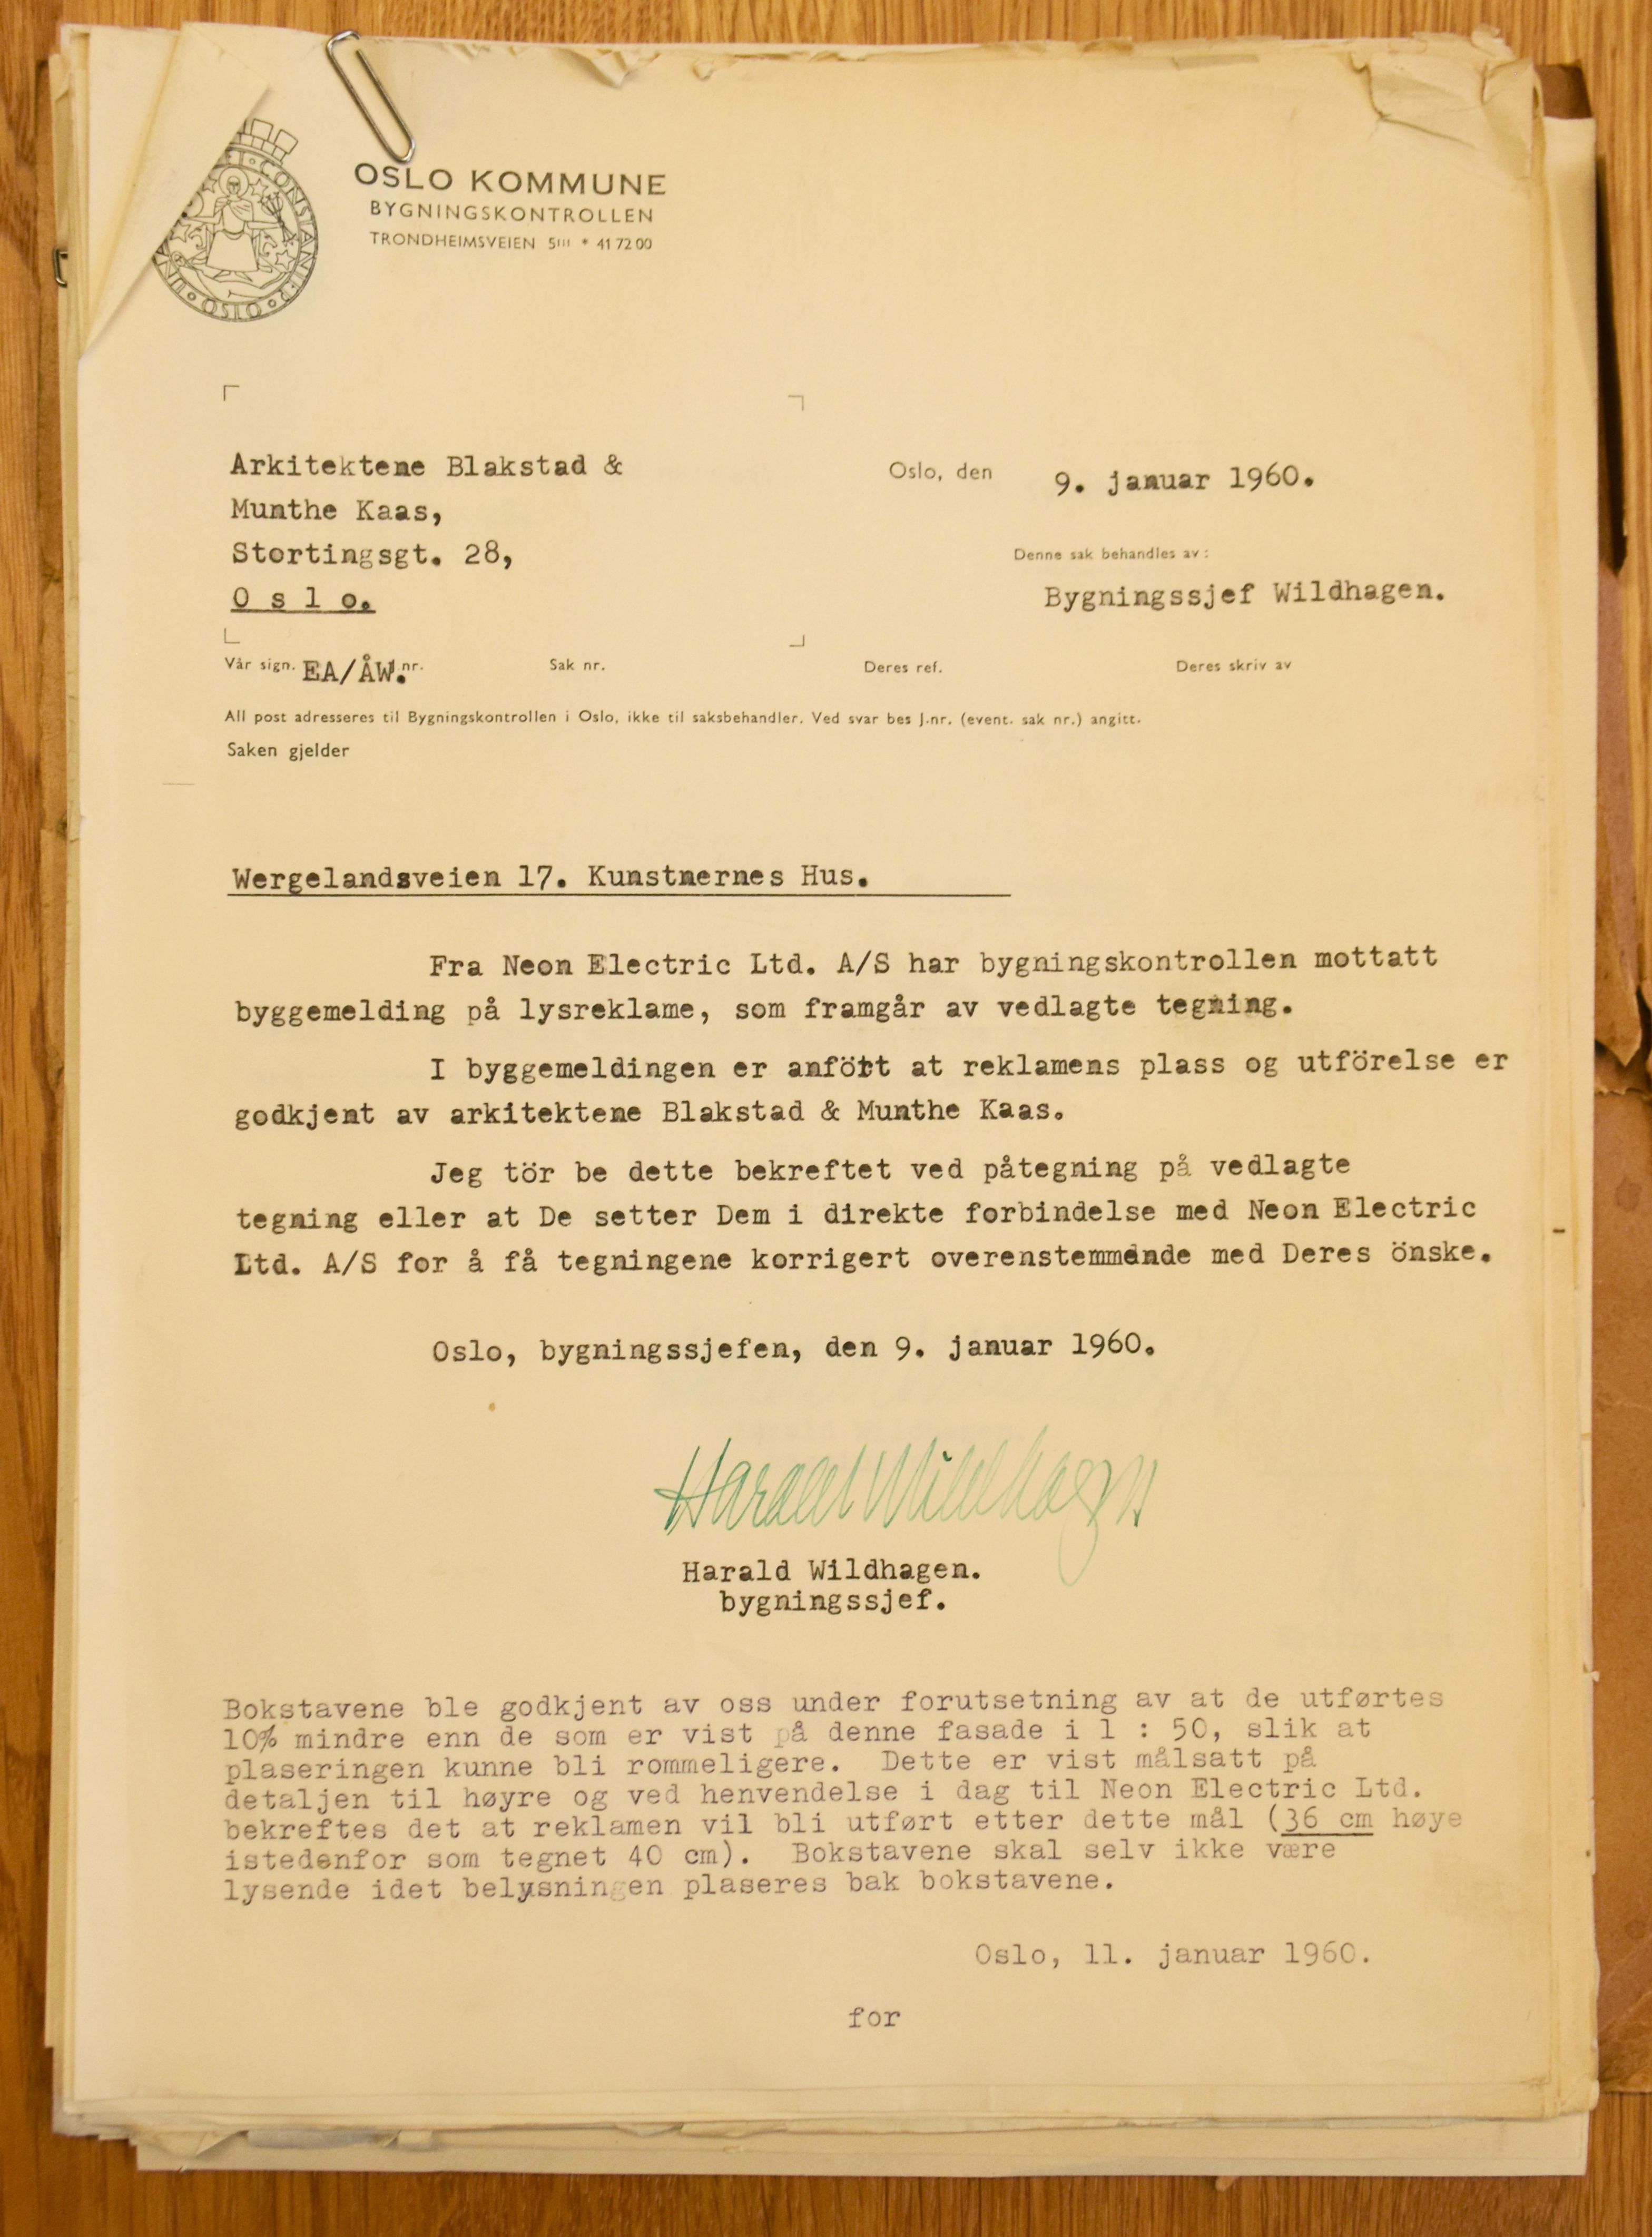 OSLO KOMMUNE
BYGNINGSKONTROLLEN
TRONDHEIMSVEIEN 5III * 41 72 00
OSLO
Arkitektene Blakstad &
Munthe Kaas,
Stortingsgt. 28,
O s l o.
Oslo, den 9. januar 1960.
Denne sak behandles av:
Bygningssjef Wildhagen.
Vår sign. EA/ÅW. nr. Sak nr. Deres ref. Deres skriv av
All post adresseres til Bygningskontrollen i Oslo, ikke til saksbehandler. Ved svar bes J.nr. (event. sak nr.) angitt.
Saken gjelder
Wergelandsveien 17. Kunstnernes Hus.
Fra Neon Electric Ltd. A/S har bygningskontrollen mottatt
byggemelding på lysreklame, som framgår av vedlagte tegning.
I byggemeldingen er anfört at reklamens plass og utförelse er
godkjent av arkitektene Blakstad & Munthe Kaas.
Jeg tör be dette bekreftet ved påtegning på vedlagte
tegning eller at De setter Dem i direkte forbindelse med Neon Electric
Ltd. A/S for å få tegningene korrigert overenstemmende med Deres önske.
Oslo, bygningssjefen, den 9. januar 1960.
Harald Wildhagen
Harald Wildhagen.
bygningssjef.
Bokstavene ble godkjent av oss under forutsetning av at de utførtes
10% mindre enn de som er vist på denne fasade i 1 : 50, slik at
plaseringen kunne bli rommeligere. Dette er vist målsatt på
detaljen til høyre og ved henvendelse i dag til Neon Electric Ltd.
bekreftes det at reklamen vil bli utført etter dette mål (36 cm høye
istedenfor som tegnet 40 cm). Bokstavene skal selv ikke være
lysende idet belysningen plaseres bak bokstavene.
Oslo, 11. januar 1960.
for